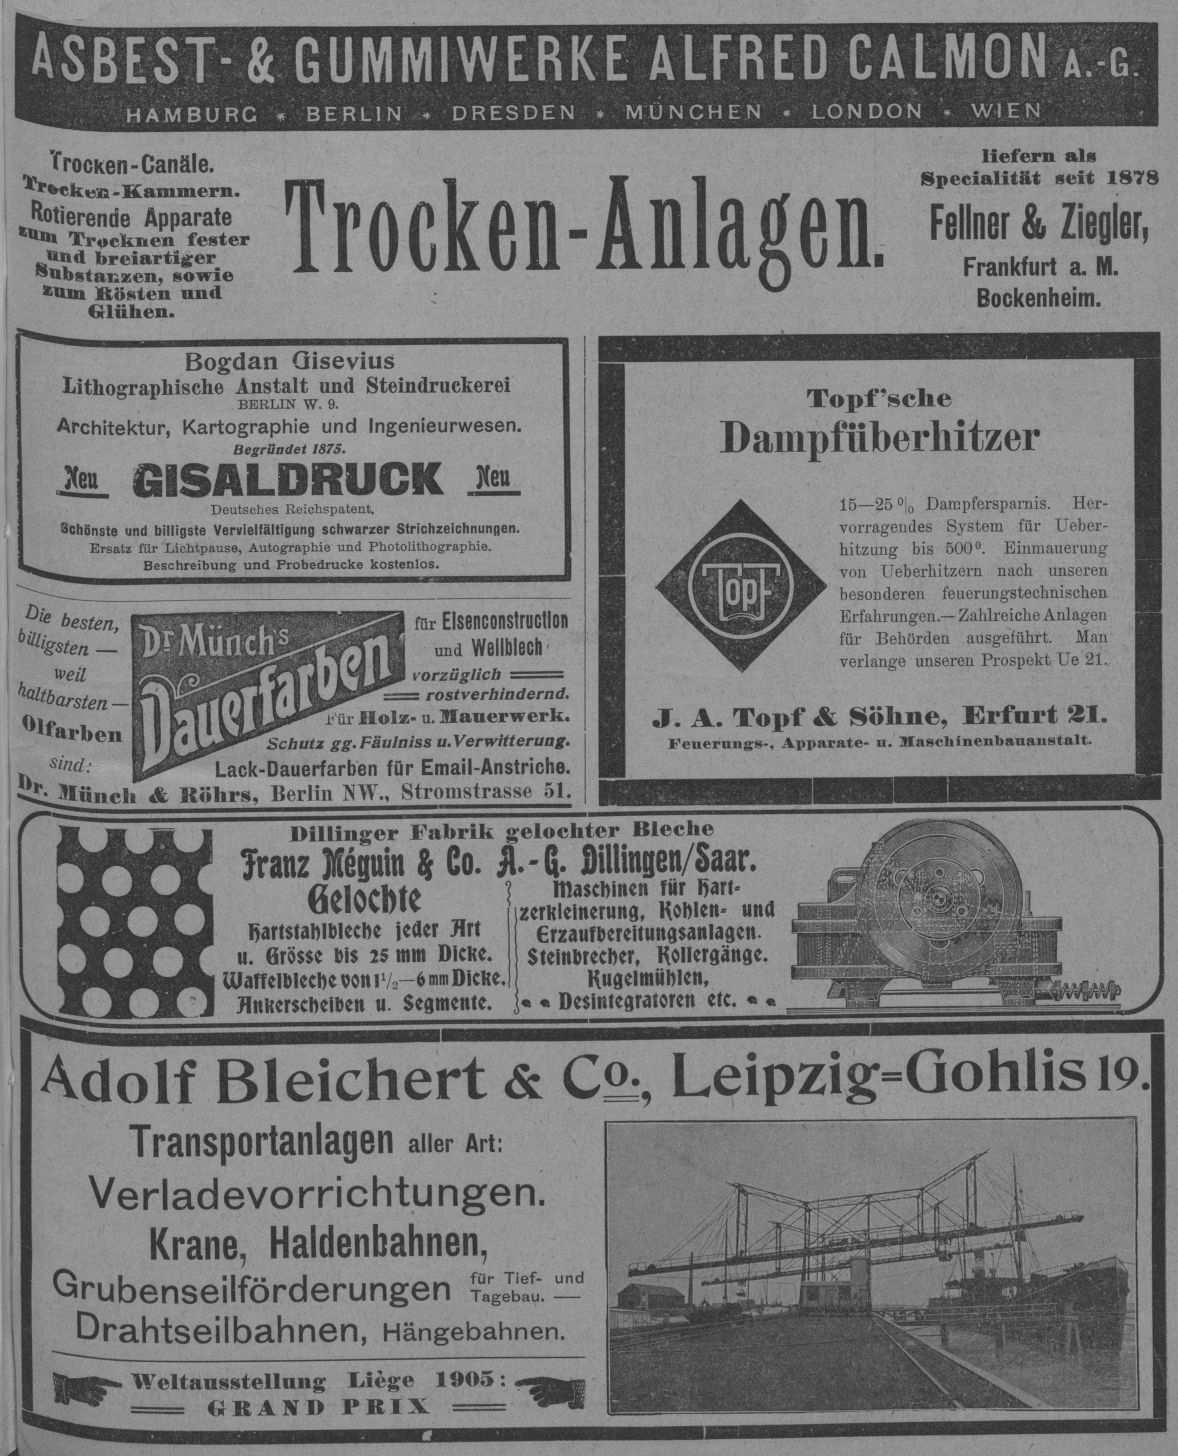 ASBEST- & GUMMIWERKE ALFRED CALMON A.-G.
HAMBURG * BERLIN * DRESDEN * MÜNCHEN * LONDON * WIEN
Trocken-Canäle.
Trocken-Kammern.
Rotierende Apparate
zum Trocknen fester
und breiartiger
Substanzen, sowie
zum Rösten und
Glühen.
Trocken-Anlagen.
liefern als
Specialität seit 1878
Fellner & Ziegler,
Frankfurt a. M.
Bockenheim.
Bogdan Gisevius
Lithographische Anstalt und Steindruckerei
BERLIN W. 9.
Architektur, Kartographie und Ingenieurwesen.
Begründet 1875.
Neu GISALDRUCK Neu
Deutsches Reichspatent.
Schönste und billigste Vervielfältigung schwarzer Strichzeichnungen.
Ersatz für Lichtpause, Autographie und Photolithographie.
Beschreibung und Probedrucke kostenlos.
Die besten,
billigsten —
weil
haltbarsten —
Olfarben
sind:
Dr Münchs
Dauerfarben
für Eisenconstruction
und Wellblech
vorzüglich
rostverhindernd.
Für Holz- u. Mauerwerk.
Schutz gg. Fäulniss u. Verwitterung.
Lack-Dauerfarben für Email-Anstriche.
Dr. Münch & Röhrs, Berlin NW., Stromstrasse 51.
Topf'sche
Dampfüberhitzer
TOPF
15—25 % Dampfersparnis. Her-
vorragendes System für Ueber-
hitzung bis 500⁰. Einmauerung
von Ueberhitzern nach unseren
besonderen feuerungstechnischen
Erfahrungen. — Zahlreiche Anlagen
für Behörden ausgeführt. Man
verlange unseren Prospekt Ue 21.
J. A. Topf & Söhne, Erfurt 21.
Feuerungs-, Apparate- u. Maschinenbauanstalt.
Dillinger Fabrik gelochter Bleche
Franz Méguin & Co. A.-G. Dillingen/Saar.
Gelochte
Hartstahlbleche jeder Art
u. Grösse bis 25 mm Dicke.
Waffelbleche von 1 1/2—6 mm Dicke.
Ankerscheiben u. Segmente.
Maschinen für Hart-
zerkleinerung, Kohlen- und
Erzaufbereitungsanlagen.
Steinbrecher, Kollergänge.
Kugelmühlen,
Desintegratoren etc.
Adolf Bleichert & Co., Leipzig=Gohlis 19.
Transportanlagen aller Art:
Verladevorrichtungen.
Krane, Haldenbahnen,
Grubenseilförderungen für Tief- und
Tagebau. —
Drahtseilbahnen, Hängebahnen.
Weltausstellung Liège 1905:
GRAND PRIX